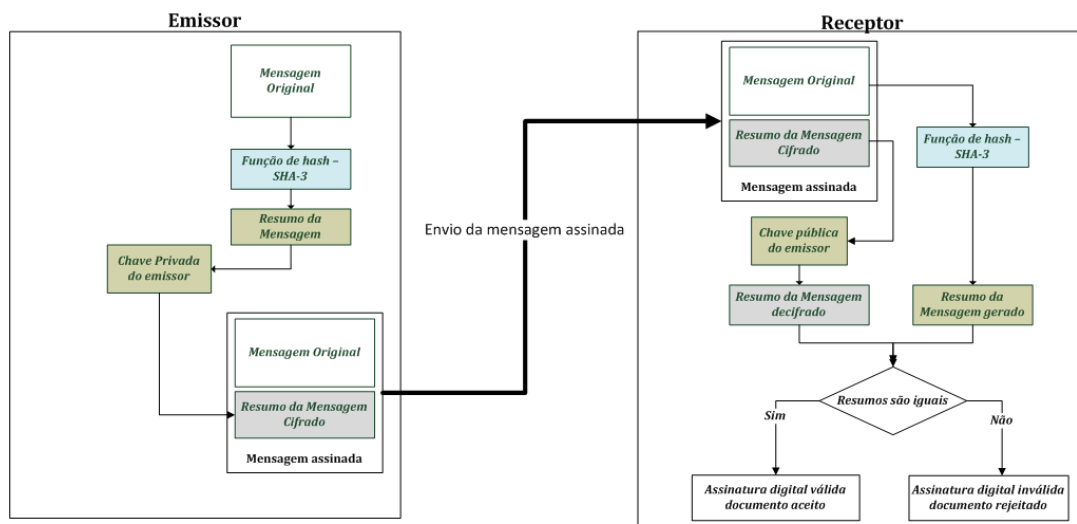 Emissor
Mensagem
Original
Função de hash –
SHA-3
Resumo da
Mensagem
Chave Privada
do emissor
Mensagem Original
Resumo da Mensagem
Cifrado
Mensagem assinada
Envio da mensagem assinada
Receptor
Mensagem Original
Resumo da Mensagem
Cifrado
Mensagem assinada
Função de hash –
SHA-3
Chave pública
do emissor
Resumo da Mensagem
decifrado
Resumo da
Mensagem gerado
Resumos são iguais
Sim
Não
Assinatura digital válida
documento aceito
Assinatura digital inválida
documento rejeitado